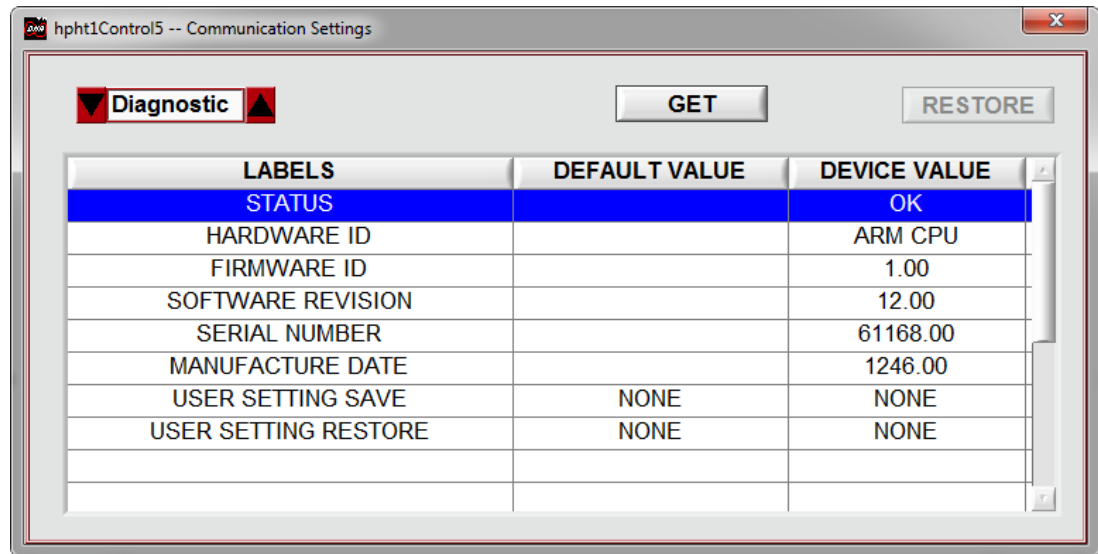 hpht1Control5 -- Communication Settings
Diagnostic GET RESTORE
LABELS DEFAULT VALUE DEVICE VALUE
STATUS OK
HARDWARE ID ARM CPU
FIRMWARE ID 1.00
SOFTWARE REVISION 12.00
SERIAL NUMBER 61168.00
MANUFACTURE DATE 1246.00
USER SETTING SAVE NONE NONE
USER SETTING RESTORE NONE NONE